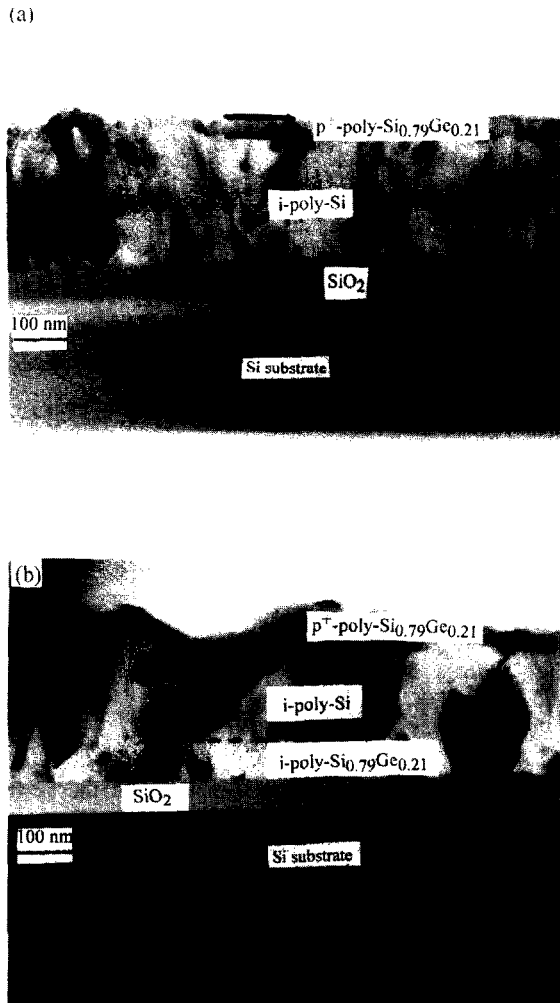 (a)
p⁺-poly-Si₀.₇₉Ge₀.₂₁
i-poly-Si
SiO₂
100 nm
Si substrate
(b)
p⁺-poly-Si₀.₇₉Ge₀.₂₁
i-poly-Si
i-poly-Si₀.₇₉Ge₀.₂₁
SiO₂
100 nm
Si substrate